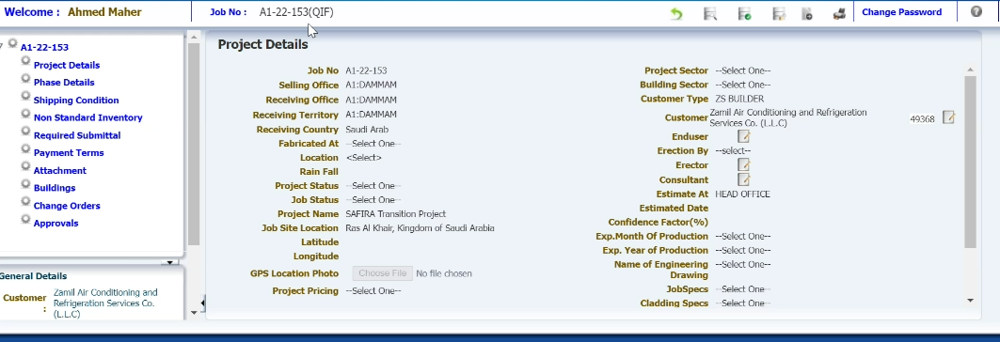 Welcome : Ahmed Maher
Job No : A1-22-153(QIF)
Change Password
A1-22-153
Project Details
Phase Details
Shipping Condition
Non Standard Inventory
Required Submittal
Payment Terms
Attachment
Buildings
Change Orders
Approvals
General Details
Customer : Zamil Air Conditioning and
Refrigeration Services Co.
(L.L.C)
Project Details
Job No A1-22-153
Selling Office A1:DAMMAM
Receiving Office A1:DAMMAM
Receiving Territory A1:DAMMAM
Receiving Country Saudi Arab
Fabricated At --Select One--
Location <Select>
Rain Fall
Project Status --Select One--
Job Status --Select One--
Project Name SAFIRA Transition Project
Job Site Location Ras Al Khair, Kingdom of Saudi Arabia
Latitude
Longitude
GPS Location Photo Choose File No file chosen
Project Pricing --Select One--
Project Sector --Select One--
Building Sector --Select One--
Customer Type ZS BUILDER
Customer Zamil Air Conditioning and Refrigeration
Services Co. (L.L.C) 49368
Enduser
Erection By --select--
Erector
Consultant
Estimate At HEAD OFFICE
Estimated Date
Confidence Factor(%)
Exp.Month Of Production --Select One--
Exp. Year of Production --Select One--
Name of Engineering --Select One--
Drawing
JobSpecs --Select One--
Cladding Specs --Select One--